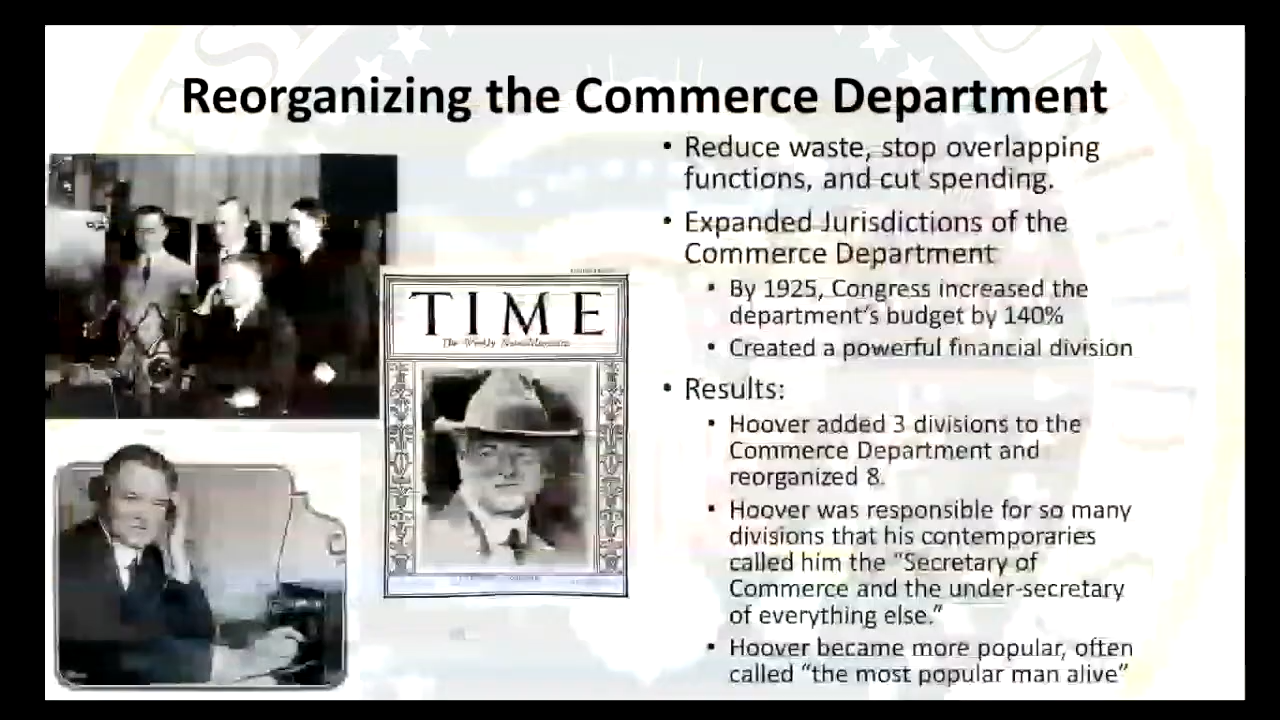 Reorganizing the Commerce Department
• Reduce waste, stop overlapping
functions, and cut spending.
• Expanded Jurisdictions of the
Commerce Department
▪ By 1925, Congress increased the
department's budget by 140%
▪ Created a powerful financial division
• Results:
▪ Hoover added 3 divisions to the
Commerce Department and
reorganized 8.
▪ Hoover was responsible for so many
divisions that his contemporaries
called him the “Secretary of
Commerce and the under-secretary
of everything else.”
▪ Hoover became more popular, often
called “the most popular man alive”
TIME
The Weekly News-Magazine